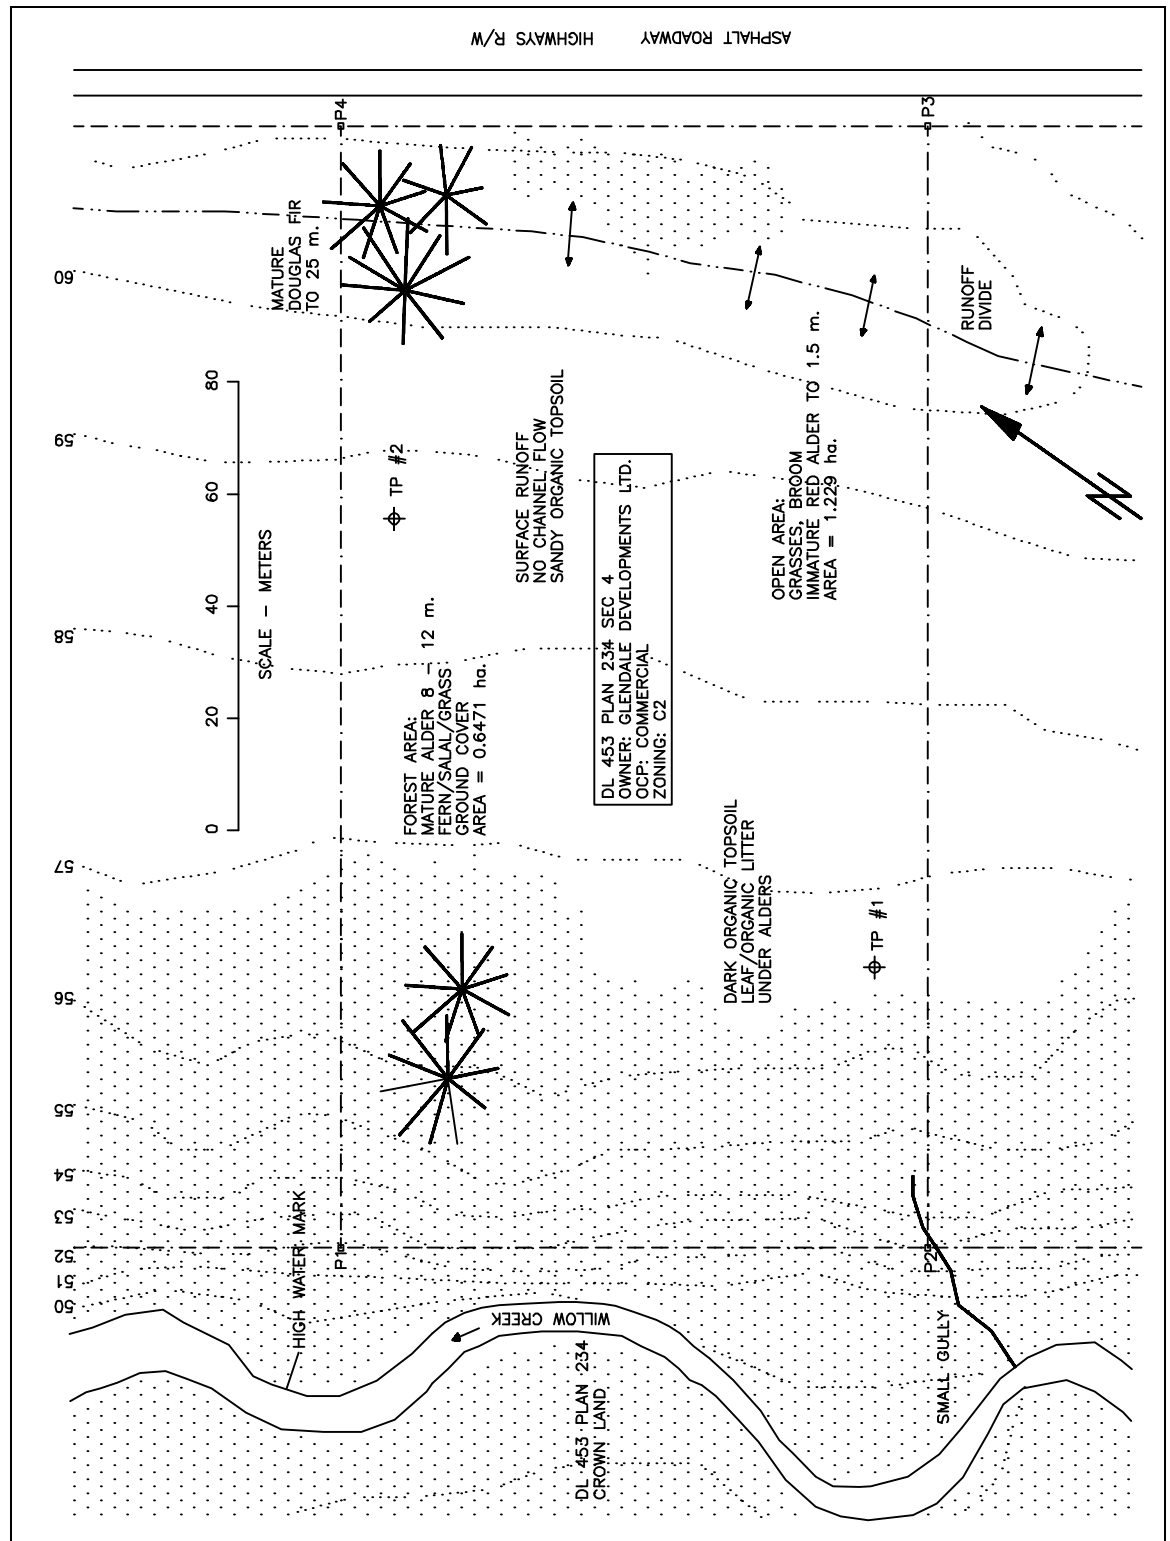 ASPHALT ROADWAY HIGHWAYS R/W
P4
P3
MATURE
DOUGLAS FIR
TO 25 m.
RUNOFF
DIVIDE
60
59
58
57
56
55
54
53
52
51
50
80
60
40
20
0
SCALE - METERS
TP #2
SURFACE RUNOFF
NO CHANNEL FLOW
SANDY ORGANIC TOPSOIL
OPEN AREA:
GRASSES, BROOM
IMMATURE RED ALDER TO 1.5 m.
AREA = 1.229 ha.
N
FOREST AREA:
MATURE ALDER 8 - 12 m.
FERN/SALAL/GRASS
GROUND COVER
AREA = 0.6471 ha.
DL 453 PLAN 234 SEC 4
OWNER: GLENDALE DEVELOPMENTS LTD.
OCP: COMMERCIAL
ZONING: C2
DARK ORGANIC TOPSOIL
LEAF/ORGANIC LITTER
UNDER ALDERS
TP #1
HIGH WATER MARK
P1
P2
WILLOW CREEK
SMALL GULLY
DL 453 PLAN 234
CROWN LAND